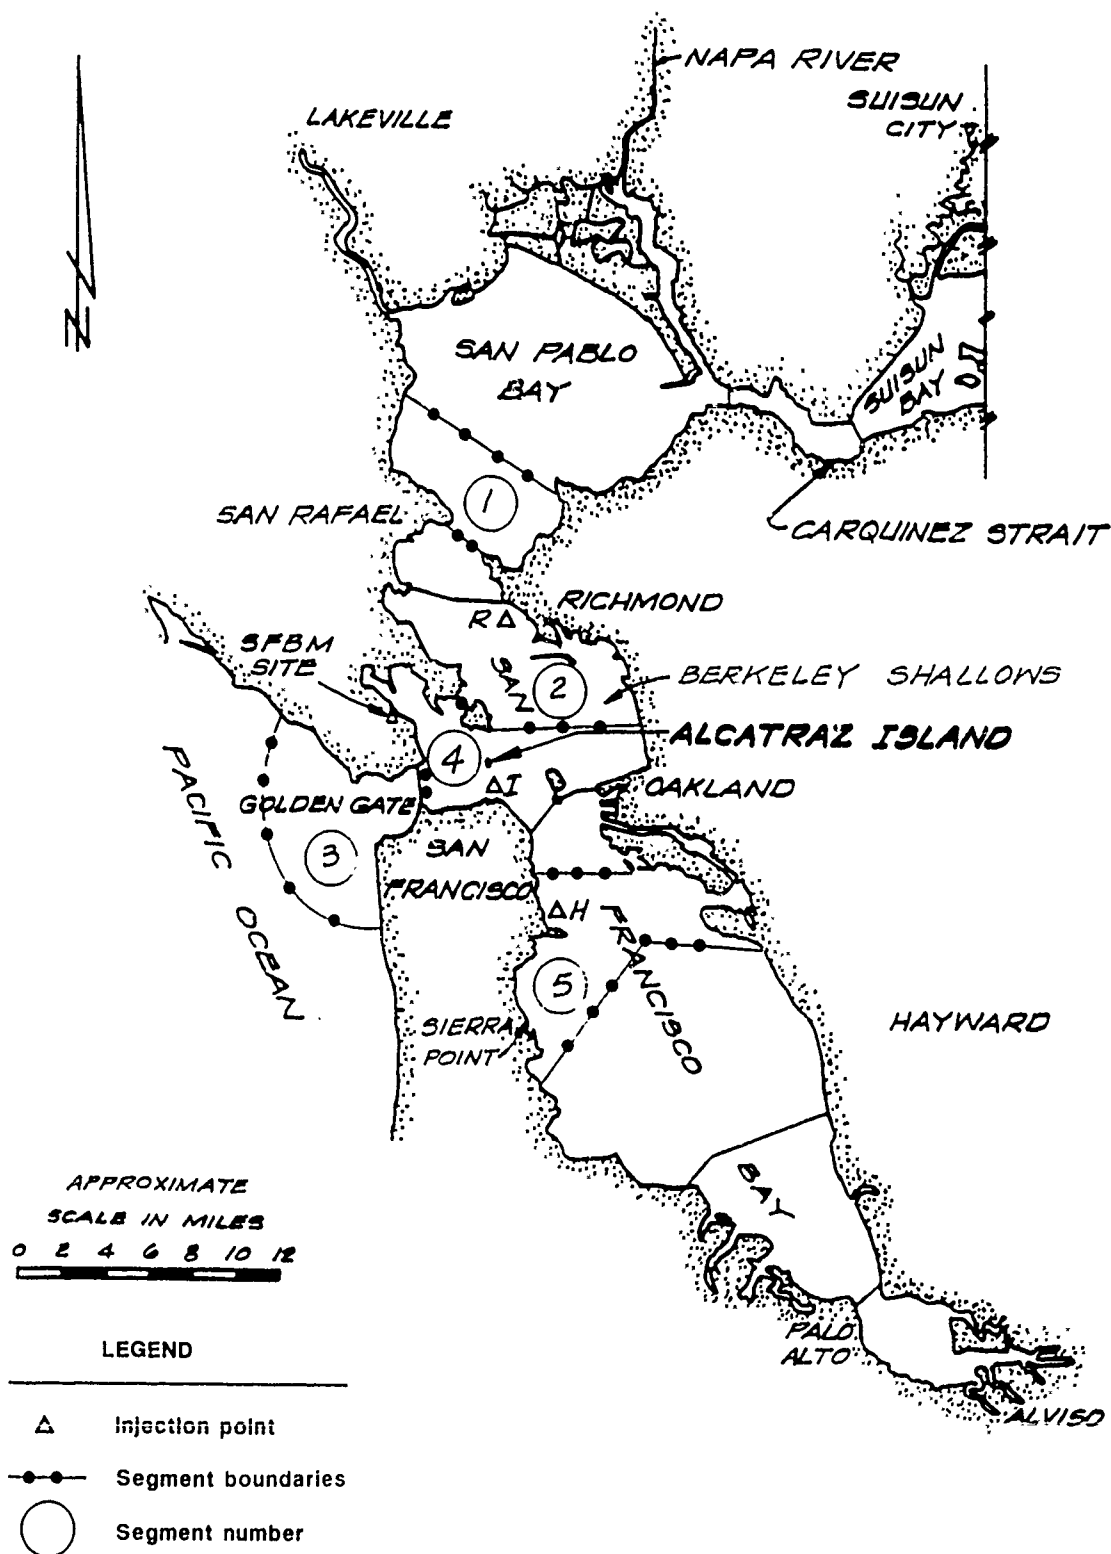 NAPA RIVER
SUISUN
CITY
LAKEVILLE
N
SAN PABLO
BAY
SUISUN
BAY
1
SAN RAFAEL
CARQUINEZ STRAIT
RICHMOND
R
SFBM
SITE
SAN
2
BERKELEY SHALLOWS
ALCATRAZ ISLAND
4
I
OAKLAND
PACIFIC
OCEAN
GOLDEN GATE
3
SAN
FRANCISCO
H
FRANCISCO
5
SIERRA
POINT
HAYWARD
BAY
APPROXIMATE
SCALE IN MILES
0 2 4 6 8 10 12
PALO
ALTO
ALVISO
LEGEND
Injection point
Segment boundaries
Segment number